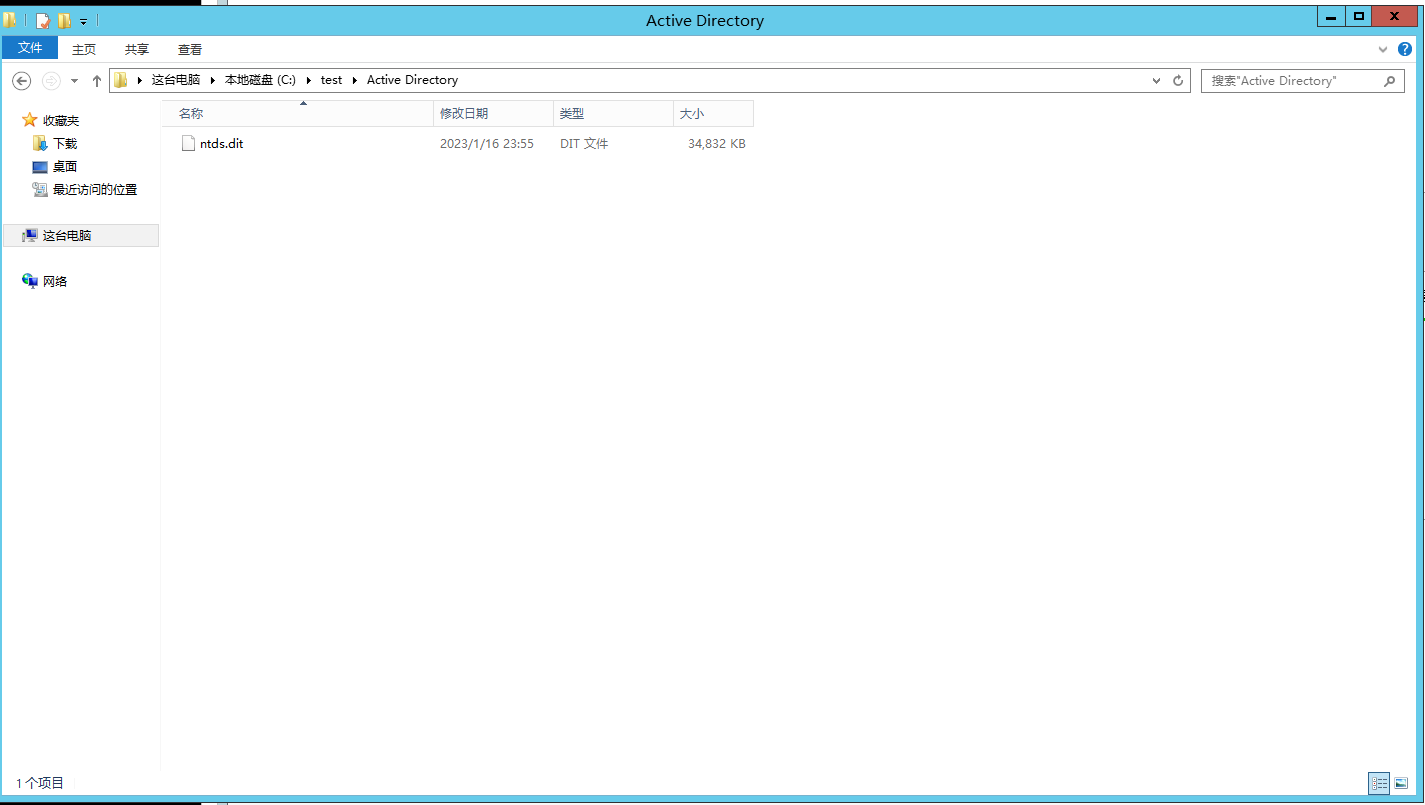 Active Directory
文件 主页 共享 查看
这台电脑 本地磁盘 (C:) test Active Directory 搜索"Active Directory"
名称 修改日期 类型 大小
收藏夹
ntds.dit 2023/1/16 23:55 DIT 文件 34,832 KB
下载
桌面
最近访问的位置
这台电脑
网络
1 个项目